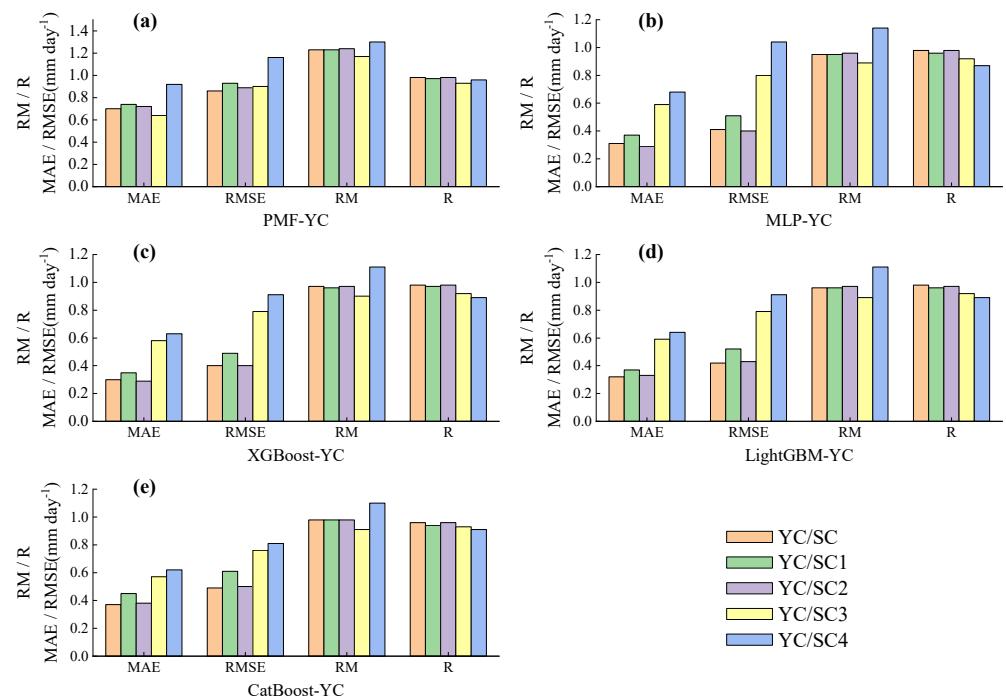 (a)
RM / R
MAE / RMSE(mm day-1)
1.4
1.2
1.0
0.8
0.6
0.4
0.2
0.0
MAE
RMSE
RM
R
PMF-YC
(b)
RM / R
MAE / RMSE(mm day-1)
1.2
1.0
0.8
0.6
0.4
0.2
0.0
MAE
RMSE
RM
R
MLP-YC
(c)
RM / R
MAE / RMSE(mm day-1)
1.2
1.0
0.8
0.6
0.4
0.2
0.0
MAE
RMSE
RM
R
XGBoost-YC
(d)
RM / R
MAE / RMSE(mm day-1)
1.2
1.0
0.8
0.6
0.4
0.2
0.0
MAE
RMSE
RM
R
LightGBM-YC
(e)
RM / R
MAE / RMSE(mm day-1)
1.2
1.0
0.8
0.6
0.4
0.2
0.0
MAE
RMSE
RM
R
CatBoost-YC
YC/SC
YC/SC1
YC/SC2
YC/SC3
YC/SC4